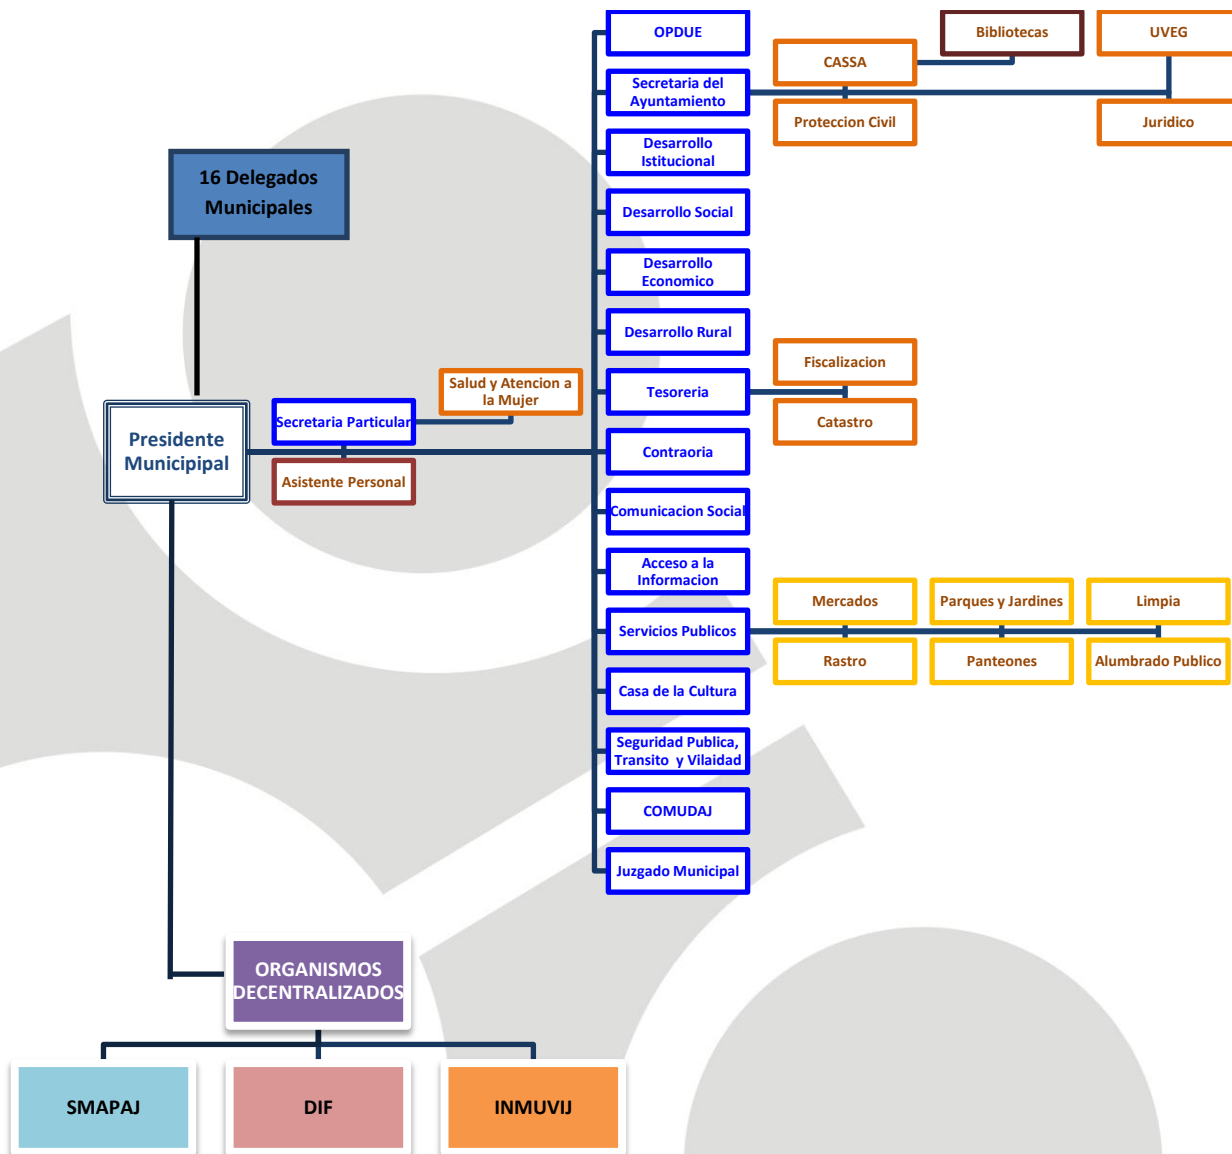 OPDUE
Bibliotecas
UVEG
CASSA
Secretaria del
Ayuntamiento
Proteccion Civil
Juridico
Desarrollo
Istitucional
16 Delegados
Municipales
Desarrollo Social
Desarrollo
Economico
Desarrollo Rural
Fiscalizacion
Salud y Atencion a
la Mujer
Tesoreria
Catastro
Secretaria Particular
Presidente
Municipipal
Contraoria
Asistente Personal
Comunicacion Social
Acceso a la
Informacion
Mercados
Parques y Jardines
Limpia
Servicios Publicos
Rastro
Panteones
Alumbrado Publico
Casa de la Cultura
Seguridad Publica,
Transito y Vilaidad
COMUDAJ
Juzgado Municipal
ORGANISMOS
DECENTRALIZADOS
SMAPAJ
DIF
INMUVIJ